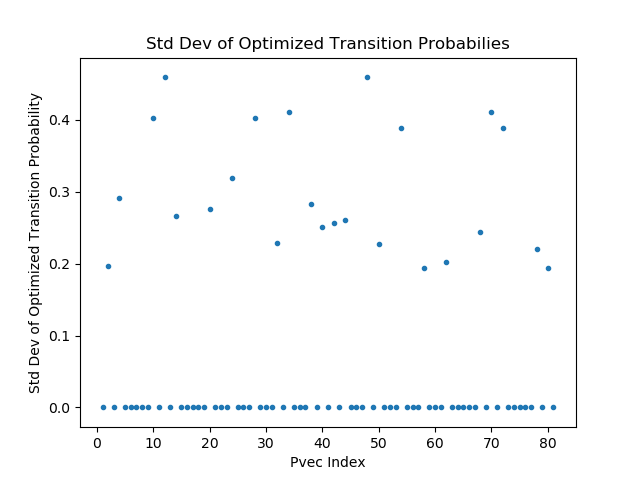 Std Dev of Optimized Transition Probabilies
Std Dev of Optimized Transition Probability
0.4
0.3
0.2
0.1
0.0
0 10 20 30 40 50 60 70 80
Pvec Index